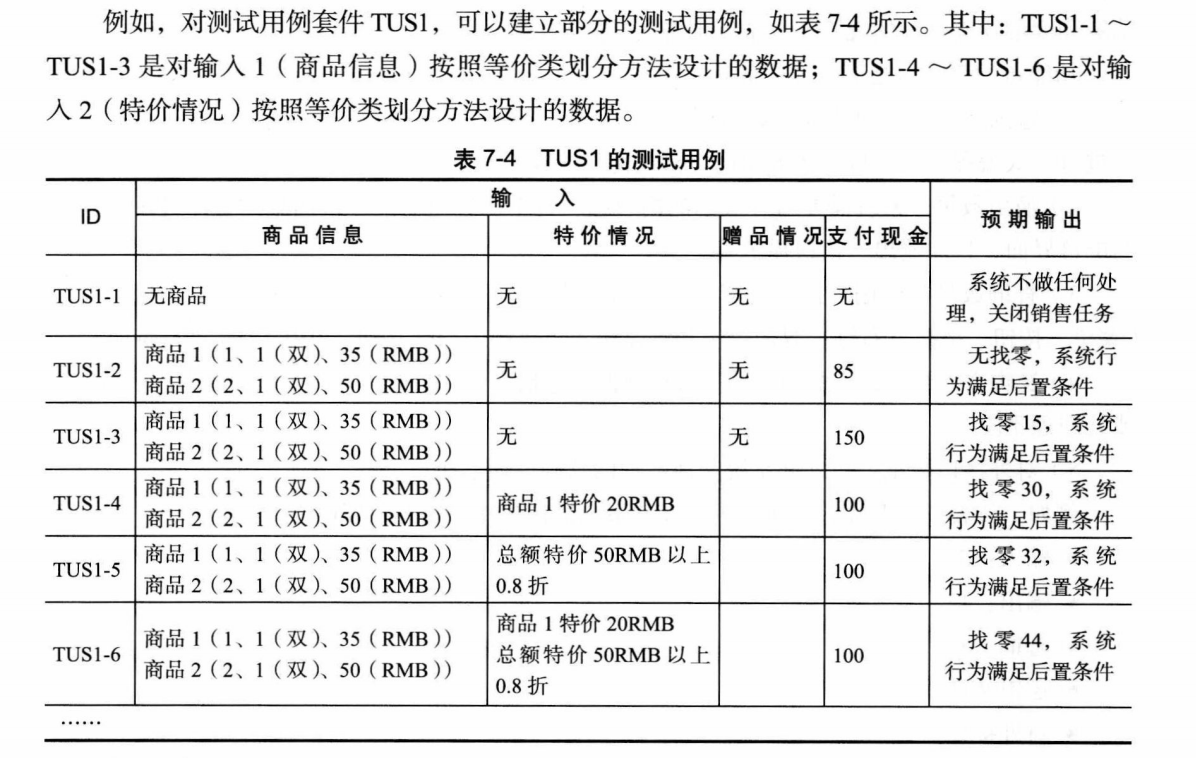 例如，对测试用例套件 TUS1，可以建立部分的测试用例，如表 7-4 所示。其中：TUS1-1 ～
TUS1-3 是对输入 1（商品信息）按照等价类划分方法设计的数据；TUS1-4 ～ TUS1-6 是对输
入 2（特价情况）按照等价类划分方法设计的数据。
表 7-4 TUS1 的测试用例
ID 输 入 预期输出
商品信息 特价情况 赠品情况 支付现金
TUS1-1 无商品 无 无 无 系统不做任何处
理，关闭销售任务
TUS1-2 商品 1（1、1（双）、35（RMB）） 无 无 85 无找零，系统行
商品 2（2、1（双）、50（RMB）） 为满足后置条件
TUS1-3 商品 1（1、1（双）、35（RMB）） 无 无 150 找零 15，系统
商品 2（2、1（双）、50（RMB）） 行为满足后置条件
TUS1-4 商品 1（1、1（双）、35（RMB）） 商品 1 特价 20RMB 100 找零 30，系统
商品 2（2、1（双）、50（RMB）） 行为满足后置条件
TUS1-5 商品 1（1、1（双）、35（RMB）） 总额特价 50RMB 以上 100 找零 32，系统
商品 2（2、1（双）、50（RMB）） 0.8 折 行为满足后置条件
TUS1-6 商品 1（1、1（双）、35（RMB）） 商品 1 特价 20RMB 100 找零 44，系统
商品 2（2、1（双）、50（RMB）） 总额特价 50RMB 以上 行为满足后置条件
0.8 折
……